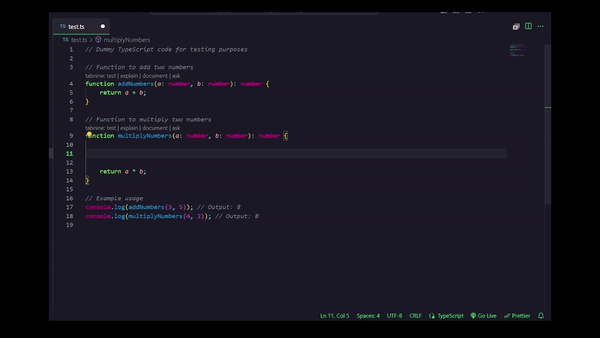 TS test.ts
TS test.ts > multiplyNumbers
1 // Dummy TypeScript code for testing purposes
2
3 // Function to add two numbers
tabnine: test | explain | document | ask
4 function addNumbers(a: number, b: number): number {
5 return a + b;
6 }
7
8 // Function to multiply two numbers
tabnine: test | explain | document | ask
9 function multiplyNumbers(a: number, b: number): number {
10
11
12
13 return a * b;
14 }
15
16 // Example usage
17 console.log(addNumbers(3, 5)); // Output: 8
18 console.log(multiplyNumbers(4, 2)); // Output: 8
19
Ln 11, Col 5 Spaces: 4 UTF-8 CRLF TypeScript Go Live Prettier